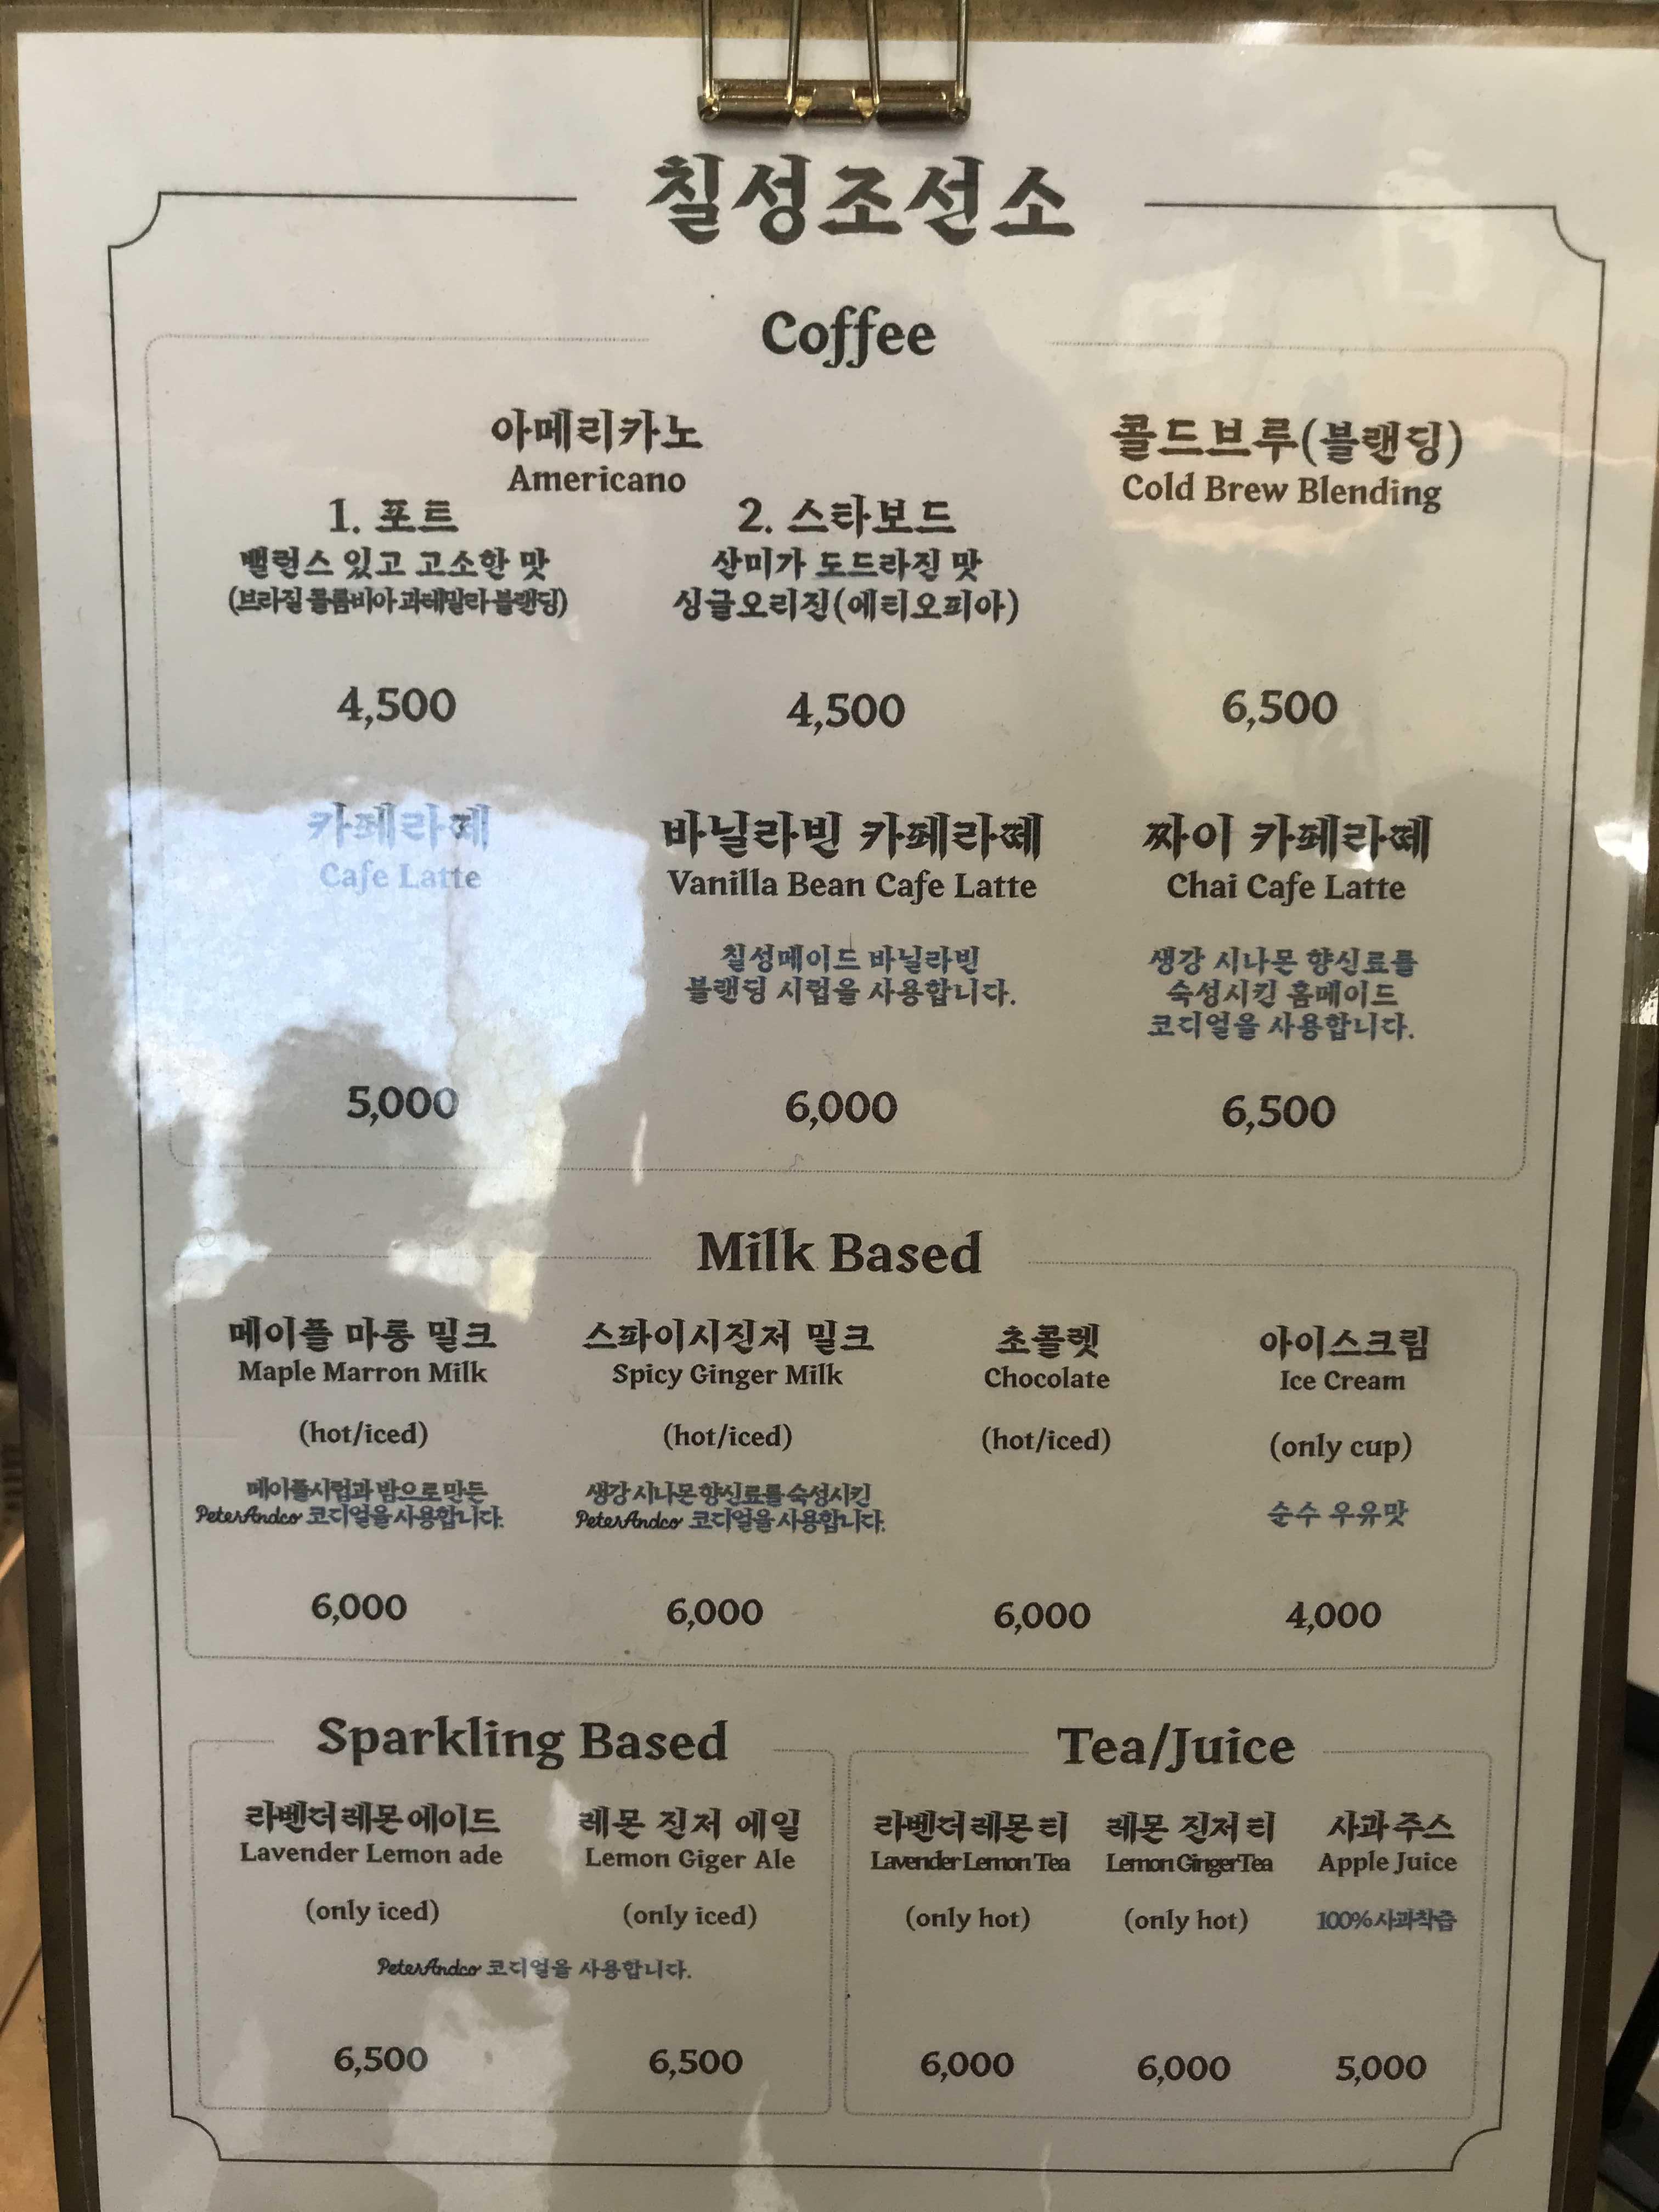 칠성조선소
Coffee
아메리카노
Americano
1. 포트
밸런스 있고 고소한 맛
(브라질 콜롬비아 과테말라 블랜딩)
4,500
2. 스타보드
산미가 도드라진 맛
싱글오리진(에티오피아)
4,500
콜드브루(블랜딩)
Cold Brew Blending
6,500
카페라떼
Cafe Latte
5,000
바닐라빈 카페라떼
Vanilla Bean Cafe Latte
칠성메이드 바닐라빈
블랜딩 시럽을 사용합니다.
6,000
짜이 카페라떼
Chai Cafe Latte
생강 시나몬 향신료를
숙성시킨 홈메이드
코디얼을 사용합니다.
6,500
Milk Based
메이플 마롱 밀크
Maple Marron Milk
(hot/iced)
메이플시럽과 밤으로 만든
PeterAndco 코디얼을 사용합니다.
6,000
스파이시진저 밀크
Spicy Ginger Milk
(hot/iced)
생강 시나몬 향신료를 숙성시킨
PeterAndco 코디얼을 사용합니다.
6,000
초콜렛
Chocolate
(hot/iced)
6,000
아이스크림
Ice Cream
(only cup)
순수 우유맛
4,000
Sparkling Based
라벤더 레몬 에이드
Lavender Lemon ade
(only iced)
레몬 진저 에일
Lemon Giger Ale
(only iced)
PeterAndco 코디얼을 사용합니다.
6,500
6,500
Tea/Juice
라벤더 레몬 티
Lavender Lemon Tea
(only hot)
6,000
레몬 진저 티
Lemon Ginger Tea
(only hot)
6,000
사과 주스
Apple Juice
100% 사과착즙
5,000